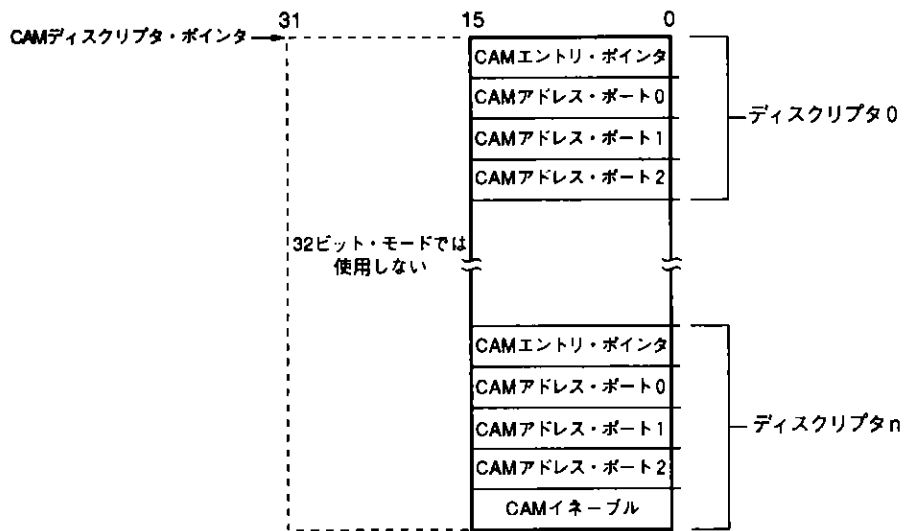 31 15 0
CAMディスクリプタ・ポインタ
CAMエントリ・ポインタ
CAMアドレス・ポート0
CAMアドレス・ポート1
CAMアドレス・ポート2
ディスクリプタ0
32ビット・モードでは
使用しない
CAMエントリ・ポインタ
CAMアドレス・ポート0
CAMアドレス・ポート1
CAMアドレス・ポート2
CAMイネーブル
ディスクリプタn